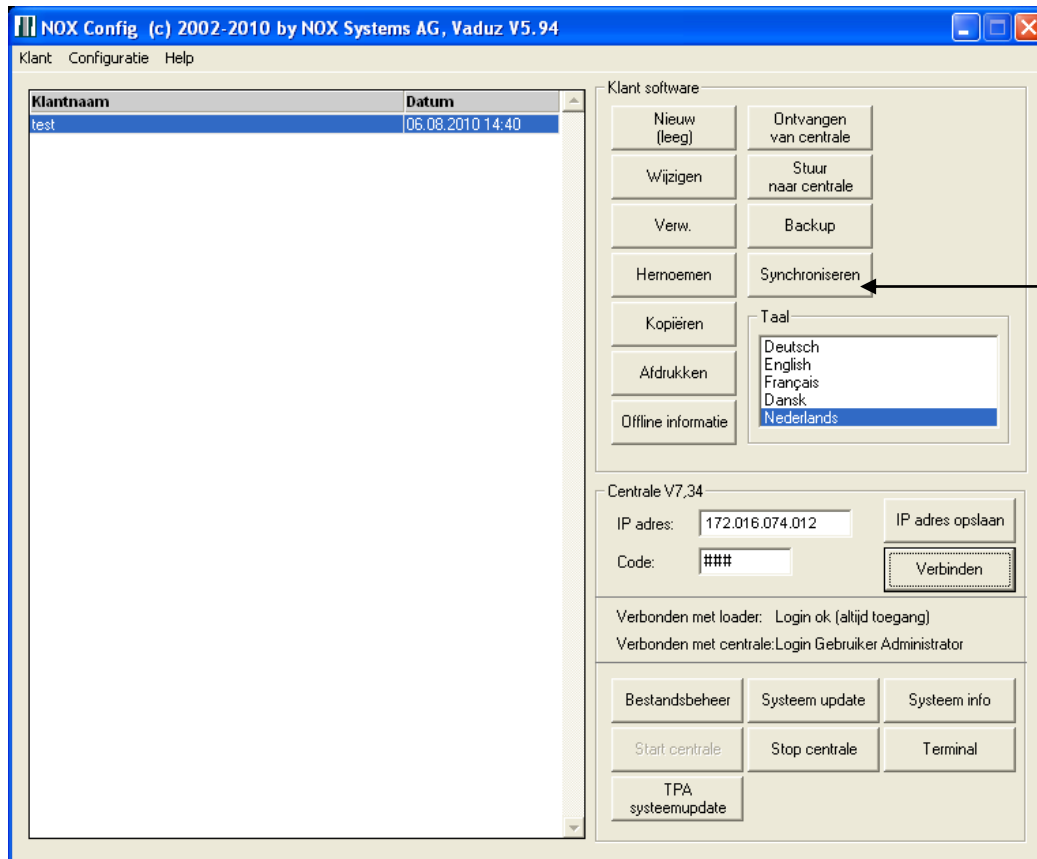 NOX Config (c) 2002-2010 by NOX Systems AG, Vaduz V5.94
Klant Configuratie Help
Klantnaam Datum
test 06.08.2010 14:40
Klant software
Nieuw
(leeg)
Ontvangen
van centrale
Wijzigen
Stuur
naar centrale
Verw.
Backup
Hernoemen
Synchroniseren
Kopiëren
Afdrukken
Offline informatie
Taal
Deutsch
English
Français
Dansk
Nederlands
Centrale V7,34
IP adres: 172.016.074.012
IP adres opslaan
Code: ###
Verbinden
Verbonden met loader: Login ok (altijd toegang)
Verbonden met centrale:Login Gebruiker Administrator
Bestandsbeheer
Systeem update
Systeem info
Start centrale
Stop centrale
Terminal
TPA
systeemupdate